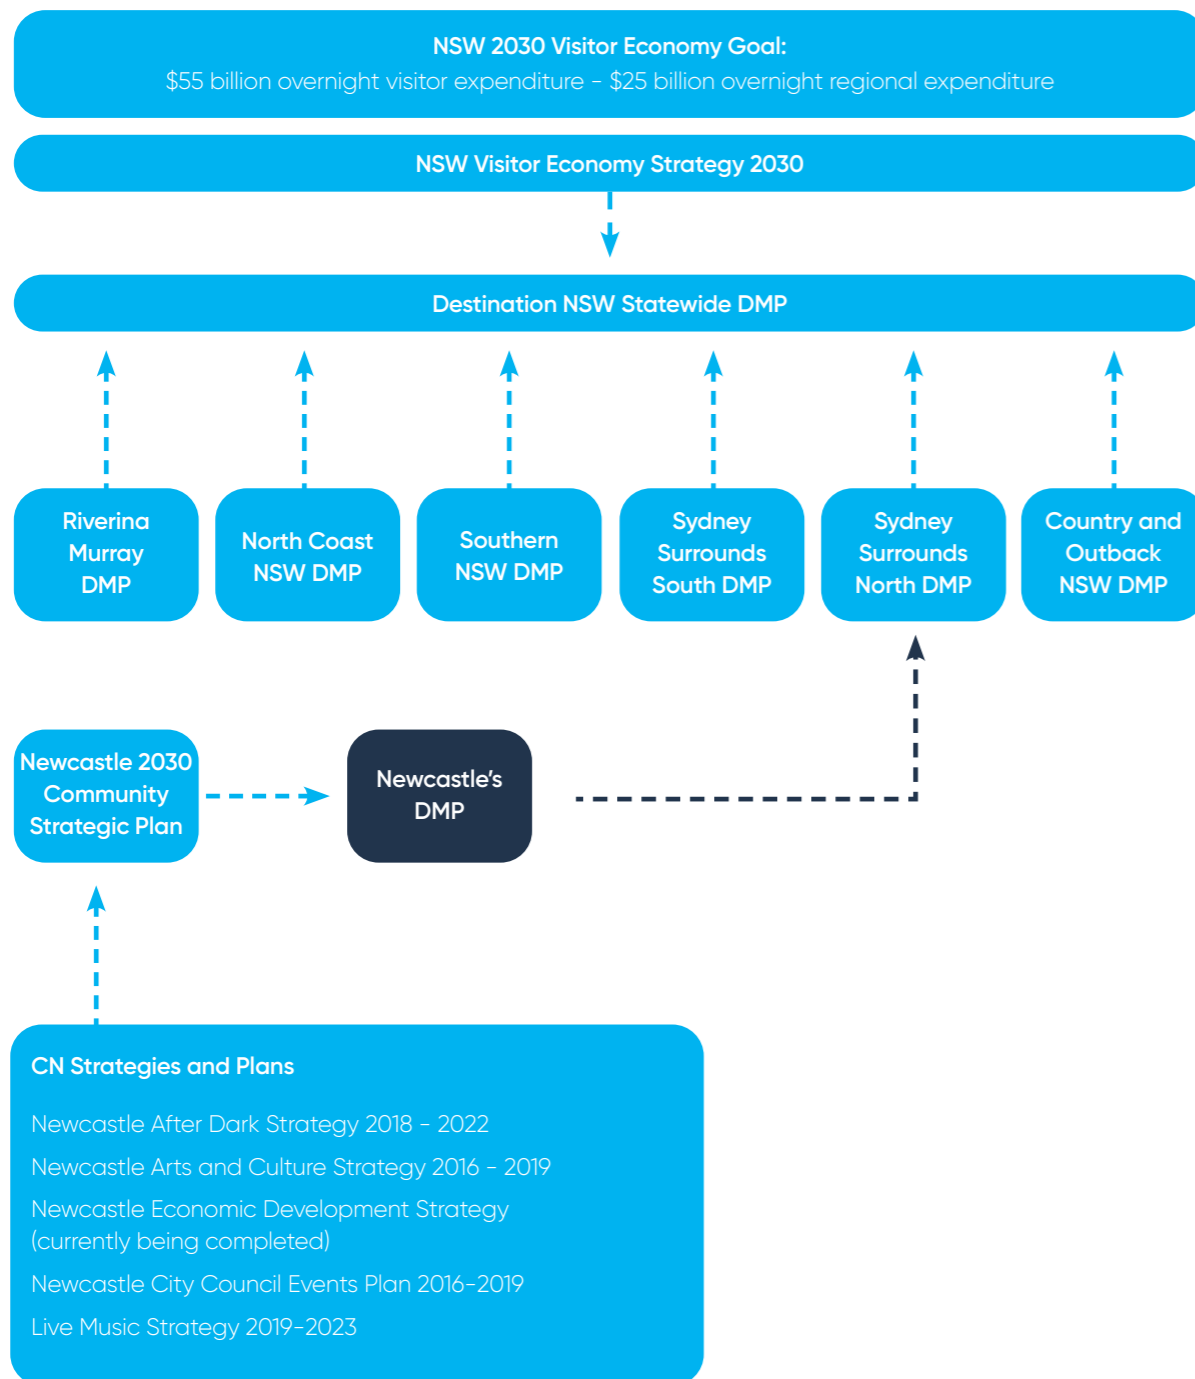 NSW 2030 Visitor Economy Goal:
$55 billion overnight visitor expenditure - $25 billion overnight regional expenditure
NSW Visitor Economy Strategy 2030
Destination NSW Statewide DMP
Riverina
Murray
DMP
North Coast
NSW DMP
Southern
NSW DMP
Sydney
Surrounds
South DMP
Sydney
Surrounds
North DMP
Country and
Outback
NSW DMP
Newcastle 2030
Community
Strategic Plan
Newcastle’s
DMP
CN Strategies and Plans
Newcastle After Dark Strategy 2018 - 2022
Newcastle Arts and Culture Strategy 2016 - 2019
Newcastle Economic Development Strategy
(currently being completed)
Newcastle City Council Events Plan 2016-2019
Live Music Strategy 2019-2023